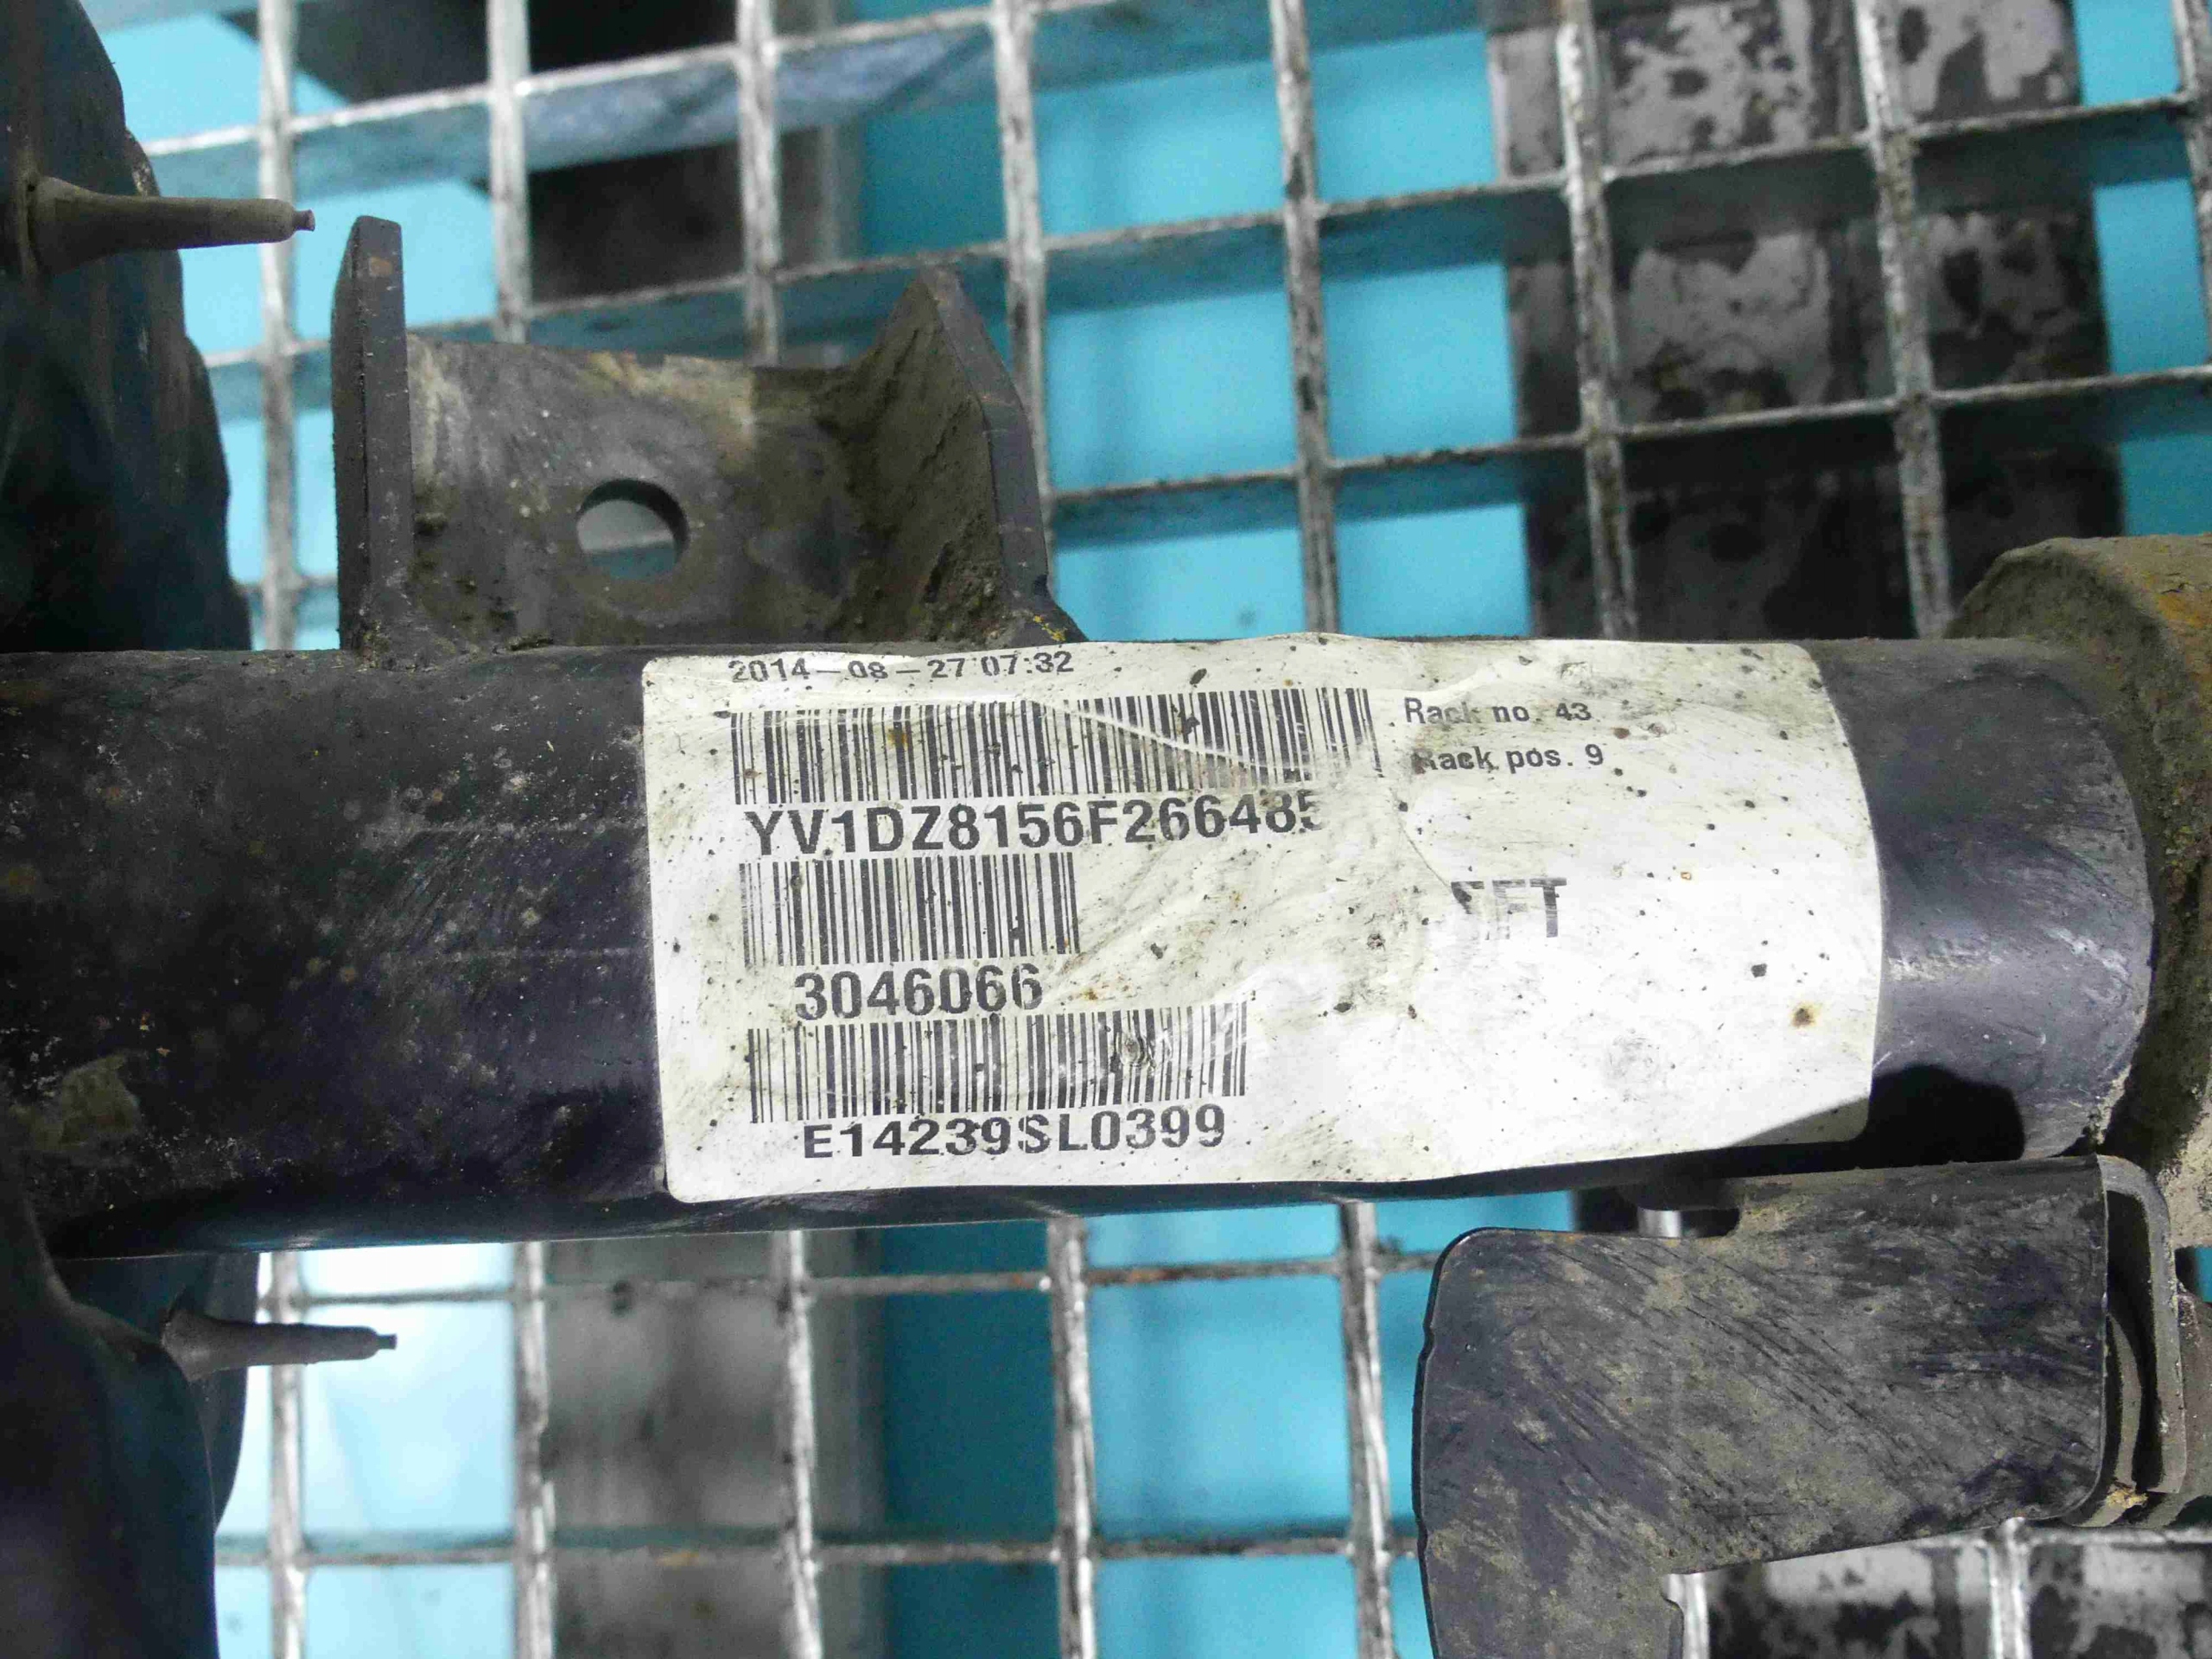 2014-08-27 07:32
Rack no. 43
Rack pos. 9
YV1DZ8156F266485
3046066
E14239SL0399